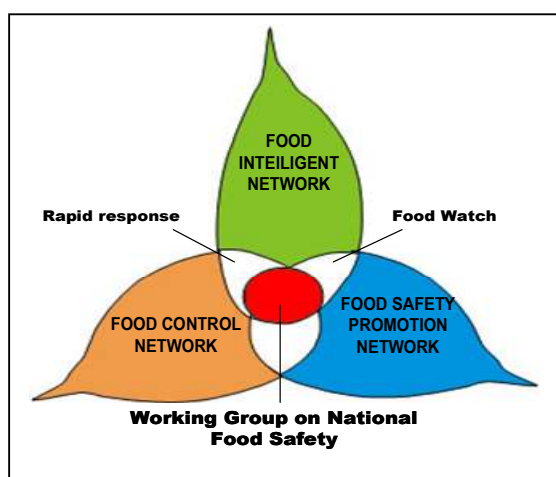 FOOD
INTEILIGENT
NETWORK
Rapid response
Food Watch
FOOD CONTROL
NETWORK
FOOD SAFETY
PROMOTION
NETWORK
Working Group on National
Food Safety